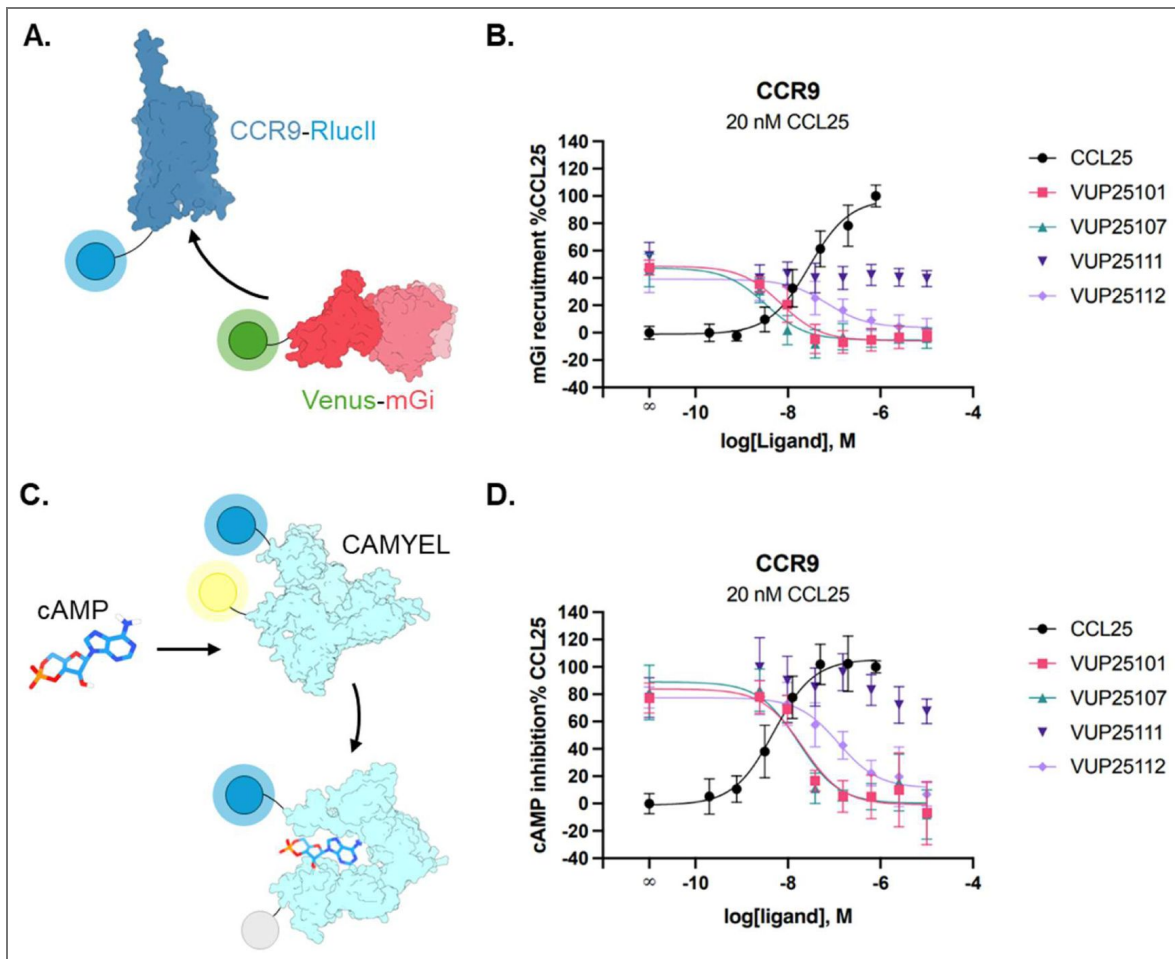 A.
CCR9-RlucII
Venus-mGi
B.
CCR9
20 nM CCL25
mGi recruitment %CCL25
140
120
100
80
60
40
20
0
-20
-40
∞
-10
-8
-6
-4
log[Ligand], M
CCL25
VUP25101
VUP25107
VUP25111
VUP25112
C.
cAMP
CAMYEL
D.
CCR9
20 nM CCL25
cAMP inhibition% CCL25
140
120
100
80
60
40
20
0
-20
-40
∞
-10
-8
-6
-4
log[ligand], M
CCL25
VUP25101
VUP25107
VUP25111
VUP25112